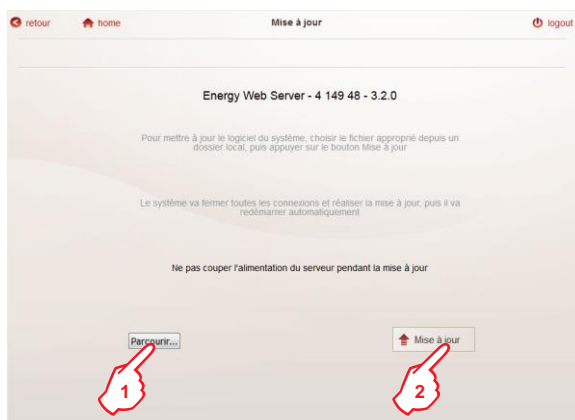 retour home Mise à jour logout
Energy Web Server - 4 149 48 - 3.2.0
Pour mettre à jour le logiciel du système, choisir le fichier approprié depuis un
dossier local, puis appuyer sur le bouton Mise à jour
Le système va fermer toutes les connexions et réaliser la mise à jour, puis il va
redémarrer automatiquement
Ne pas couper l'alimentation du serveur pendant la mise à jour
Parcourir... Mise à jour
1 2